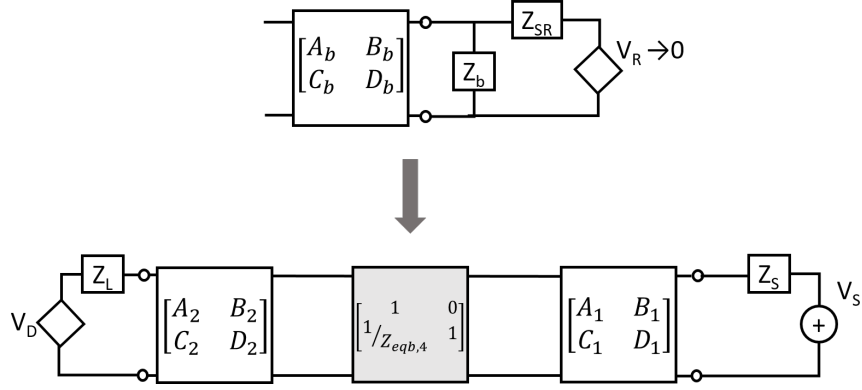 Z_SR
[A_b B_b
C_b D_b]
Z_b
V_R →0
Z_L
Z_S
V_D
V_S
[A_2 B_2
C_2 D_2]
[1 0
1/Z_eqb,4 1]
[A_1 B_1
C_1 D_1]
+